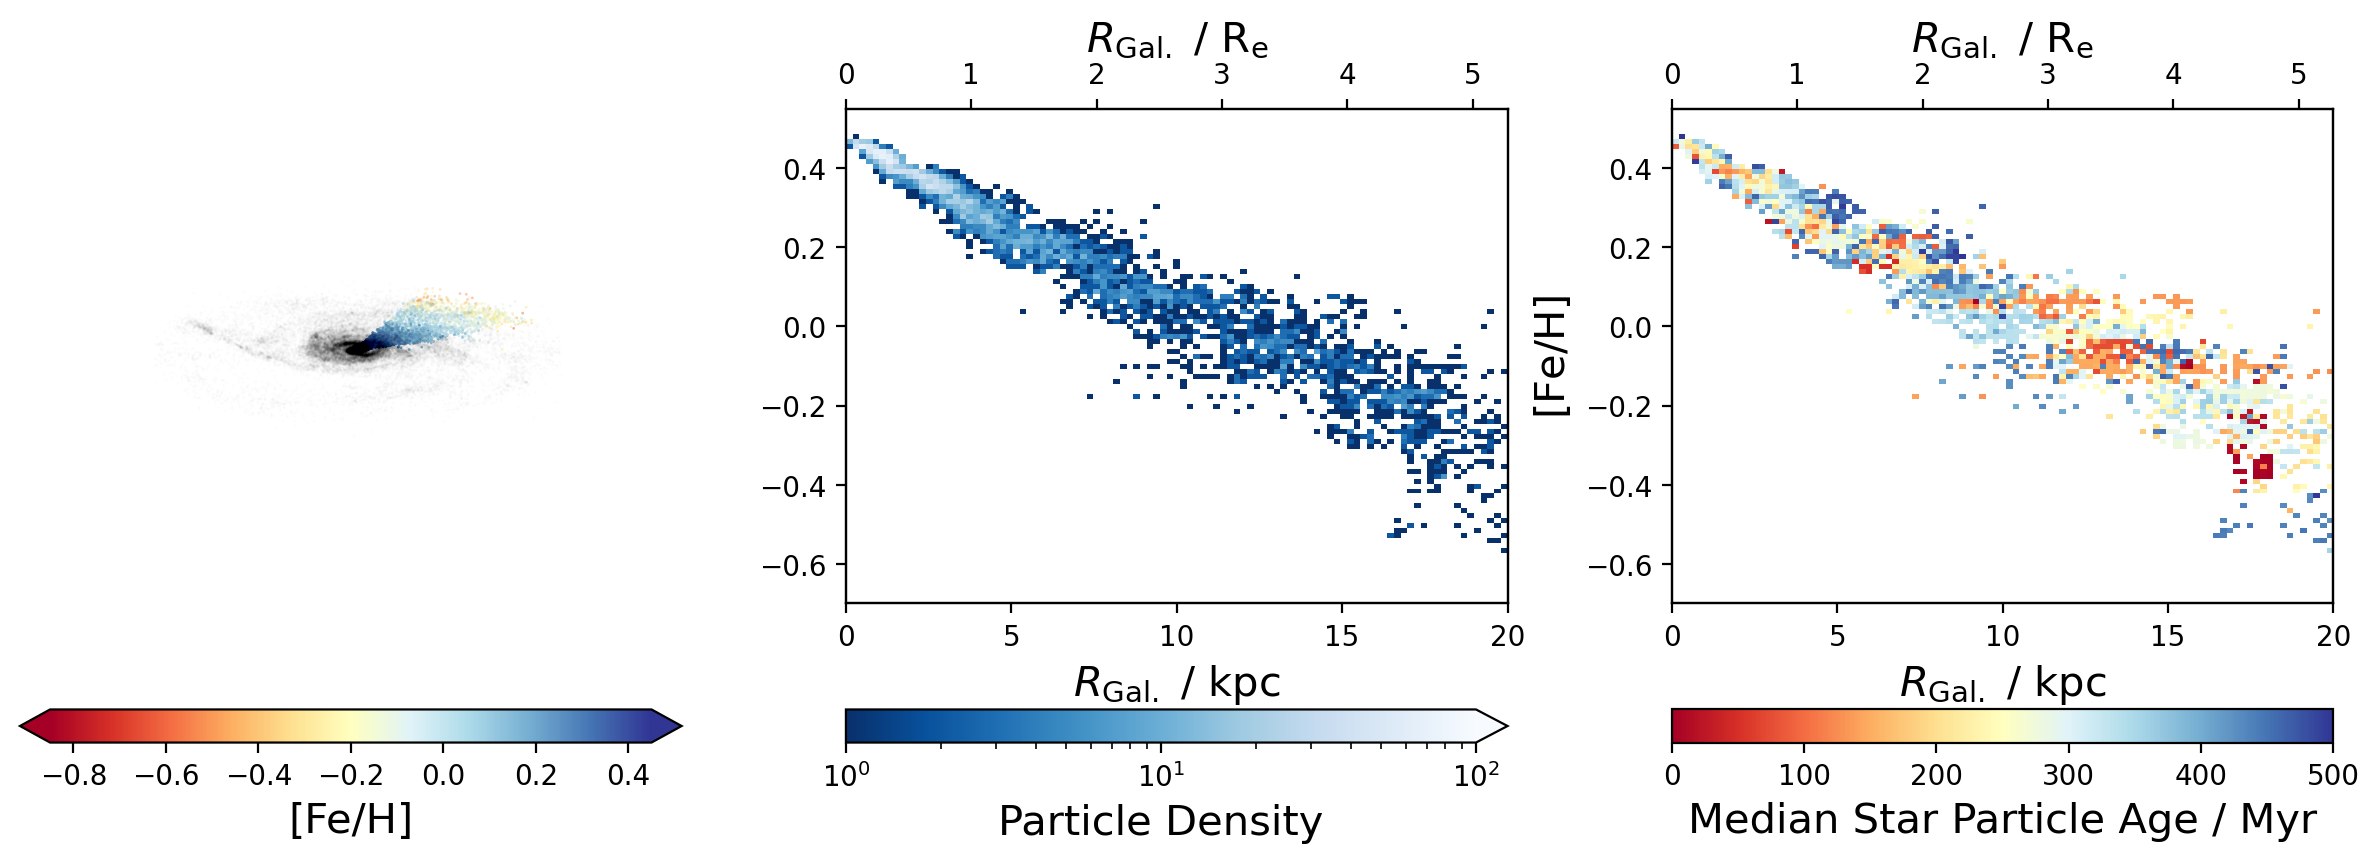 R_Gal. / R_e
0 1 2 3 4 5
0.4
0.2
0.0
−0.2
−0.4
−0.6
0 5 10 15 20
R_Gal. / kpc
R_Gal. / R_e
0 1 2 3 4 5
[Fe/H]
0.4
0.2
0.0
−0.2
−0.4
−0.6
0 5 10 15 20
R_Gal. / kpc
−0.8 −0.6 −0.4 −0.2 0.0 0.2 0.4
[Fe/H]
10^0 10^1 10^2
Particle Density
0 100 200 300 400 500
Median Star Particle Age / Myr